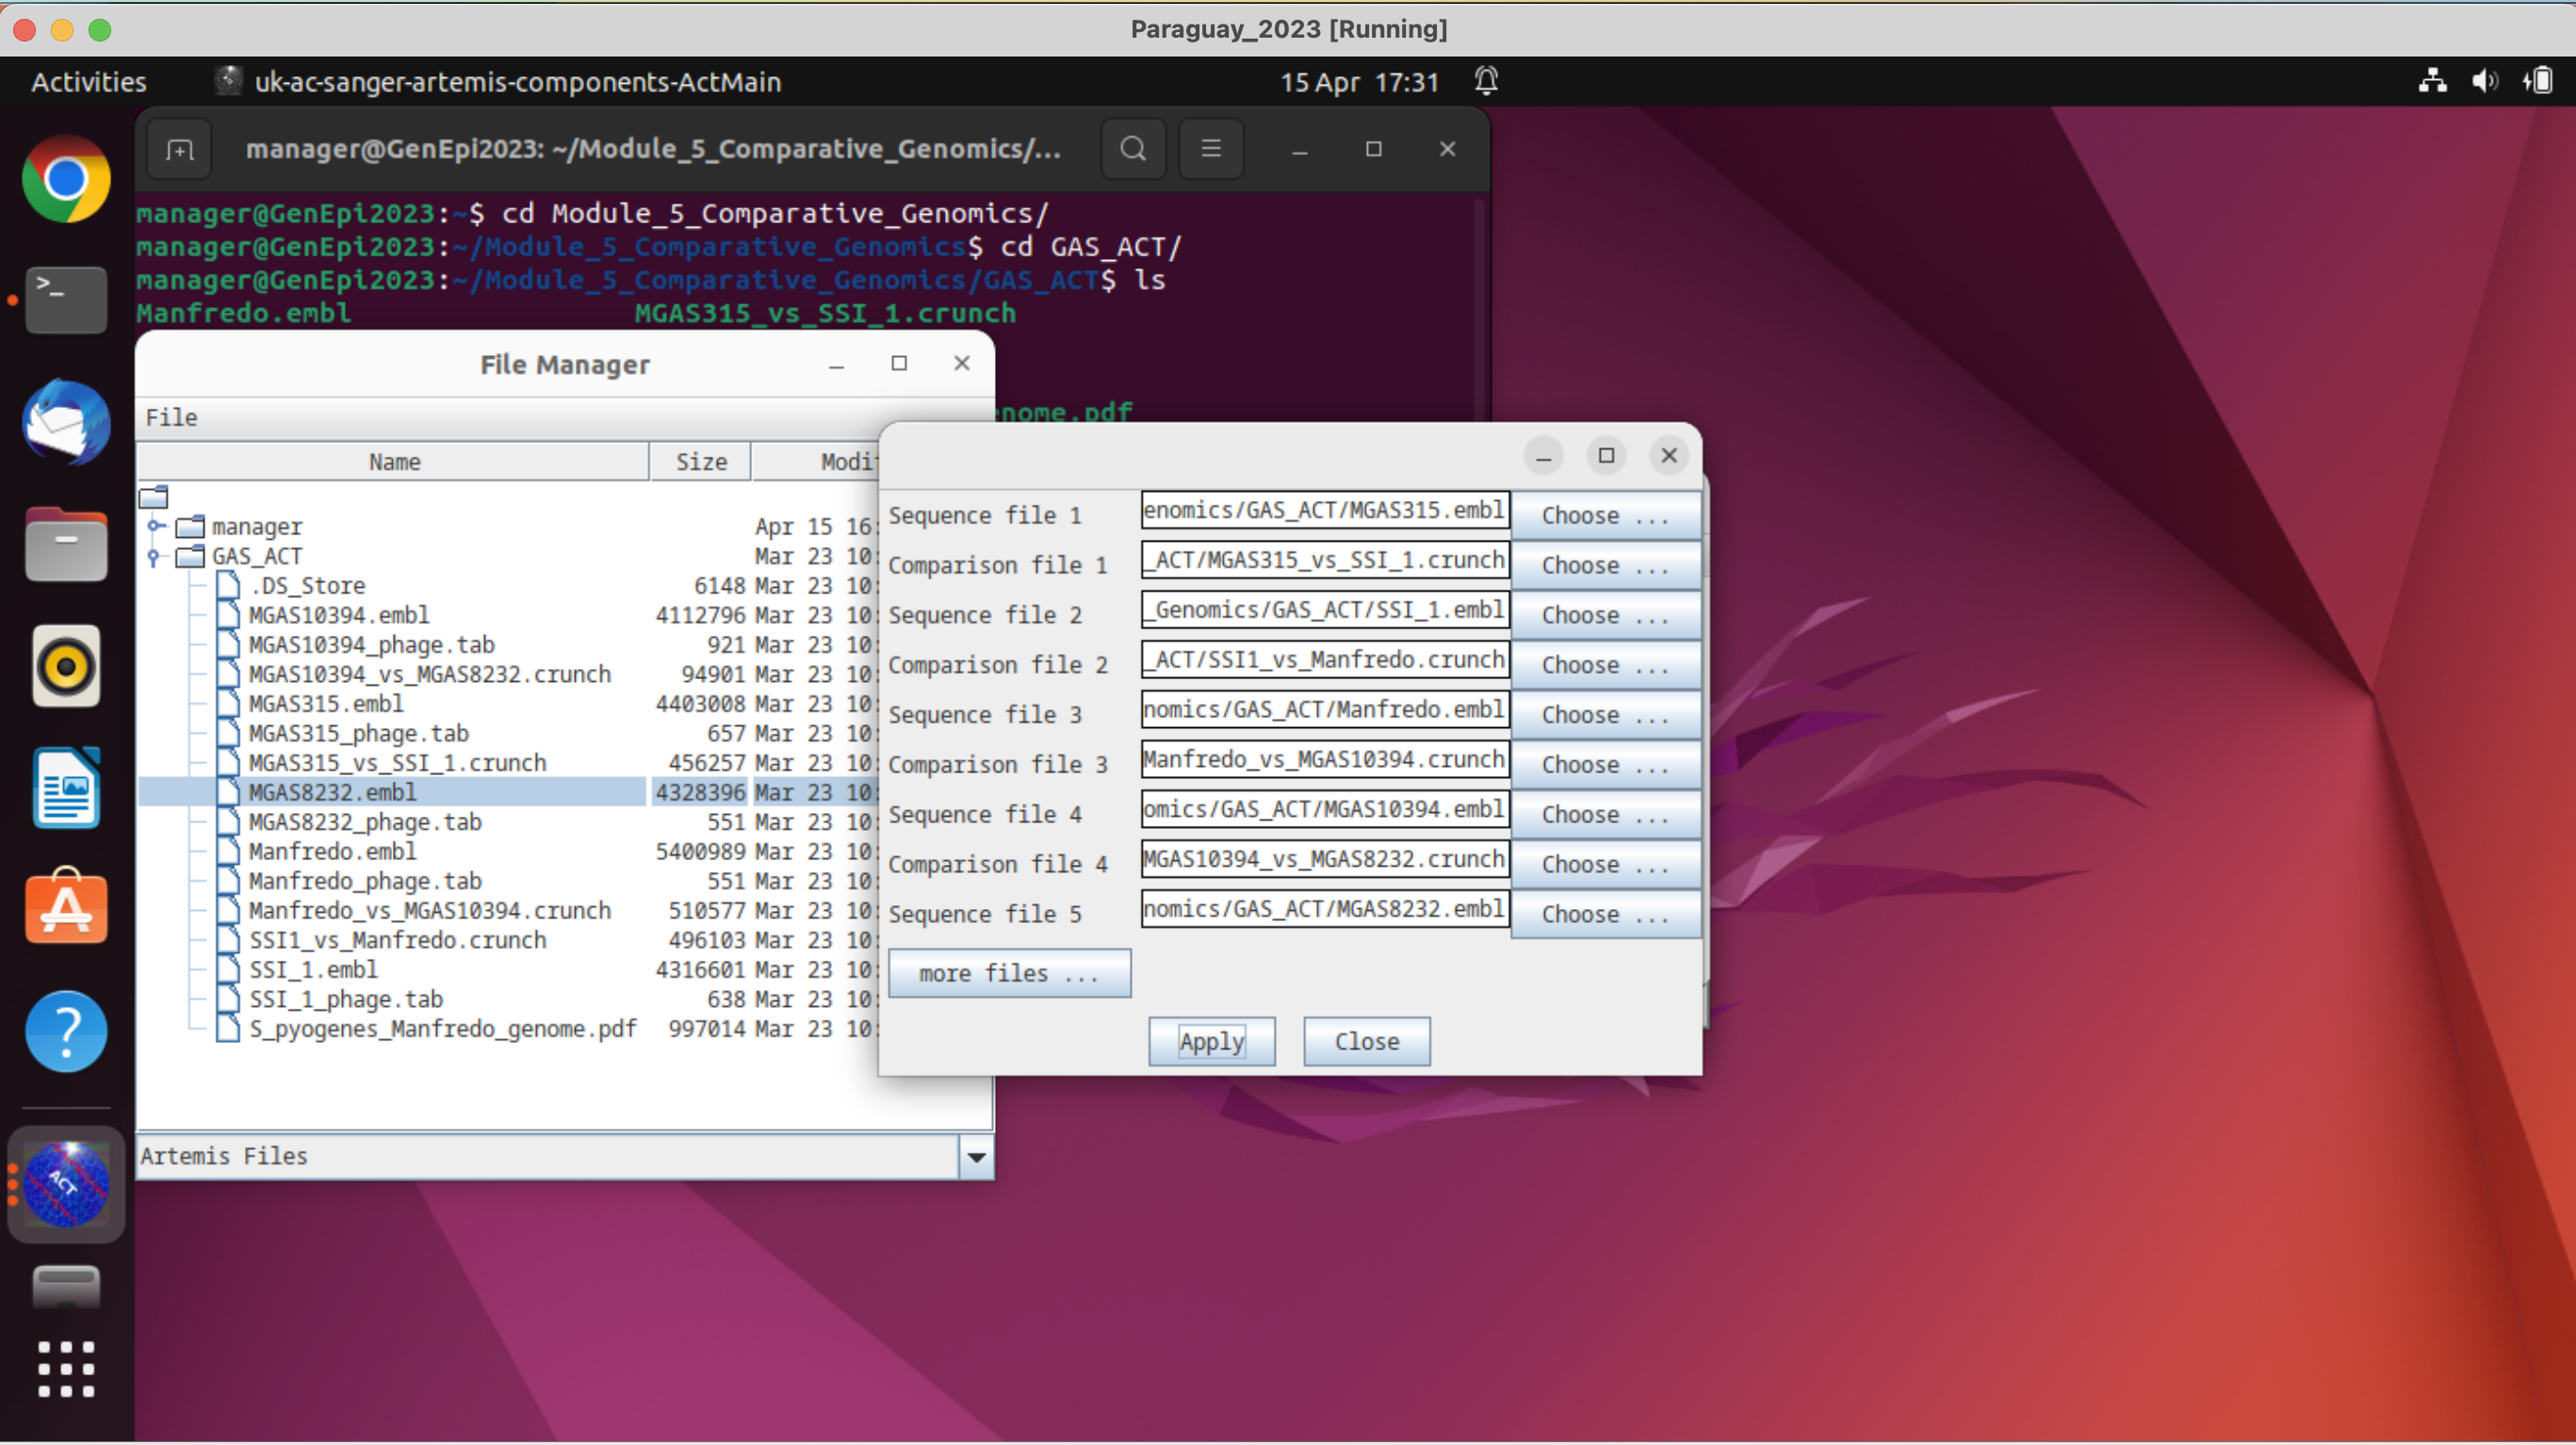 Paraguay_2023 [Running]
Activities uk-ac-sanger-artemis-components-ActMain 15 Apr 17:31
manager@GenEpi2023: ~/Module_5_Comparative_Genomics/...
manager@GenEpi2023:~$ cd Module_5_Comparative_Genomics/
manager@GenEpi2023:~/Module_5_Comparative_Genomics$ cd GAS_ACT/
manager@GenEpi2023:~/Module_5_Comparative_Genomics/GAS_ACT$ ls
Manfredo.embl MGAS315_vs_SSI_1.crunch
nome.pdf
File Manager
File
Name Size Modif
manager Apr 15 16:
GAS_ACT Mar 23 10:
.DS_Store 6148 Mar 23 10:
MGAS10394.embl 4112796 Mar 23 10:
MGAS10394_phage.tab 921 Mar 23 10:
MGAS10394_vs_MGAS8232.crunch 94901 Mar 23 10:
MGAS315.embl 4403008 Mar 23 10:
MGAS315_phage.tab 657 Mar 23 10:
MGAS315_vs_SSI_1.crunch 456257 Mar 23 10:
MGAS8232.embl 4328396 Mar 23 10:
MGAS8232_phage.tab 551 Mar 23 10:
Manfredo.embl 5400989 Mar 23 10:
Manfredo_phage.tab 551 Mar 23 10:
Manfredo_vs_MGAS10394.crunch 510577 Mar 23 10:
SSI1_vs_Manfredo.crunch 496103 Mar 23 10:
SSI_1.embl 4316601 Mar 23 10:
SSI_1_phage.tab 638 Mar 23 10:
S_pyogenes_Manfredo_genome.pdf 997014 Mar 23 10:
Artemis Files
Sequence file 1 enomics/GAS_ACT/MGAS315.embl Choose ...
Comparison file 1 _ACT/MGAS315_vs_SSI_1.crunch Choose ...
Sequence file 2 _Genomics/GAS_ACT/SSI_1.embl Choose ...
Comparison file 2 _ACT/SSI1_vs_Manfredo.crunch Choose ...
Sequence file 3 nomics/GAS_ACT/Manfredo.embl Choose ...
Comparison file 3 Manfredo_vs_MGAS10394.crunch Choose ...
Sequence file 4 omics/GAS_ACT/MGAS10394.embl Choose ...
Comparison file 4 MGAS10394_vs_MGAS8232.crunch Choose ...
Sequence file 5 nomics/GAS_ACT/MGAS8232.embl Choose ...
more files ...
Apply Close
ACT